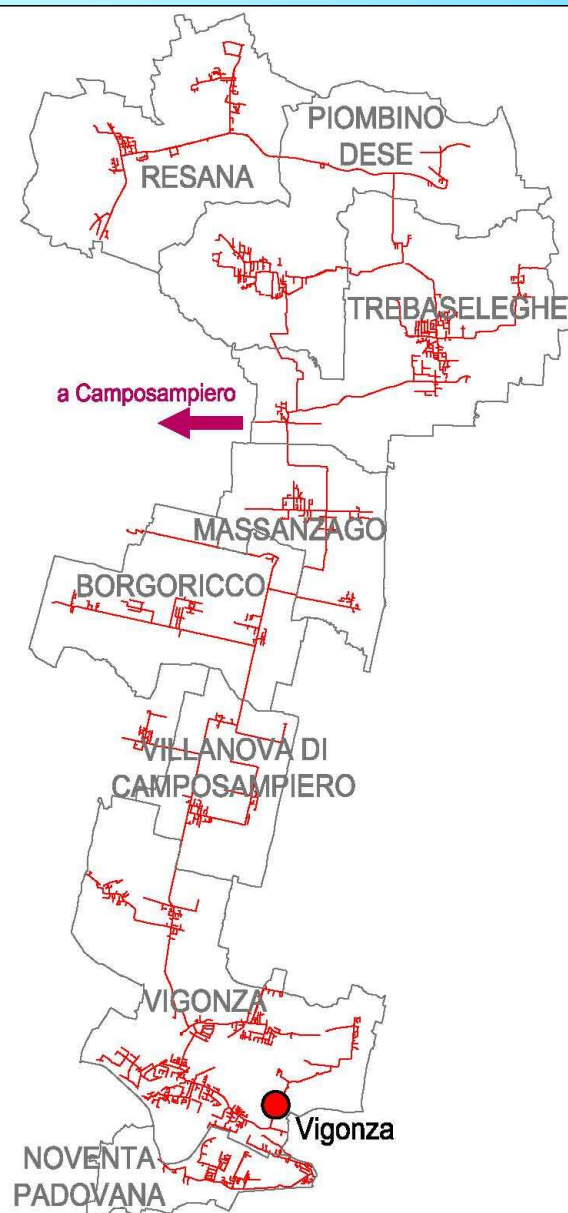 PIOMBINO
DESE
RESANA
TREBASELEGHE
a Camposampiero
MASSANZAGO
BORGORICCO
VILLANOVA DI
CAMPOSAMPIERO
VIGONZA
Vigonza
NOVENTA
PADOVANA